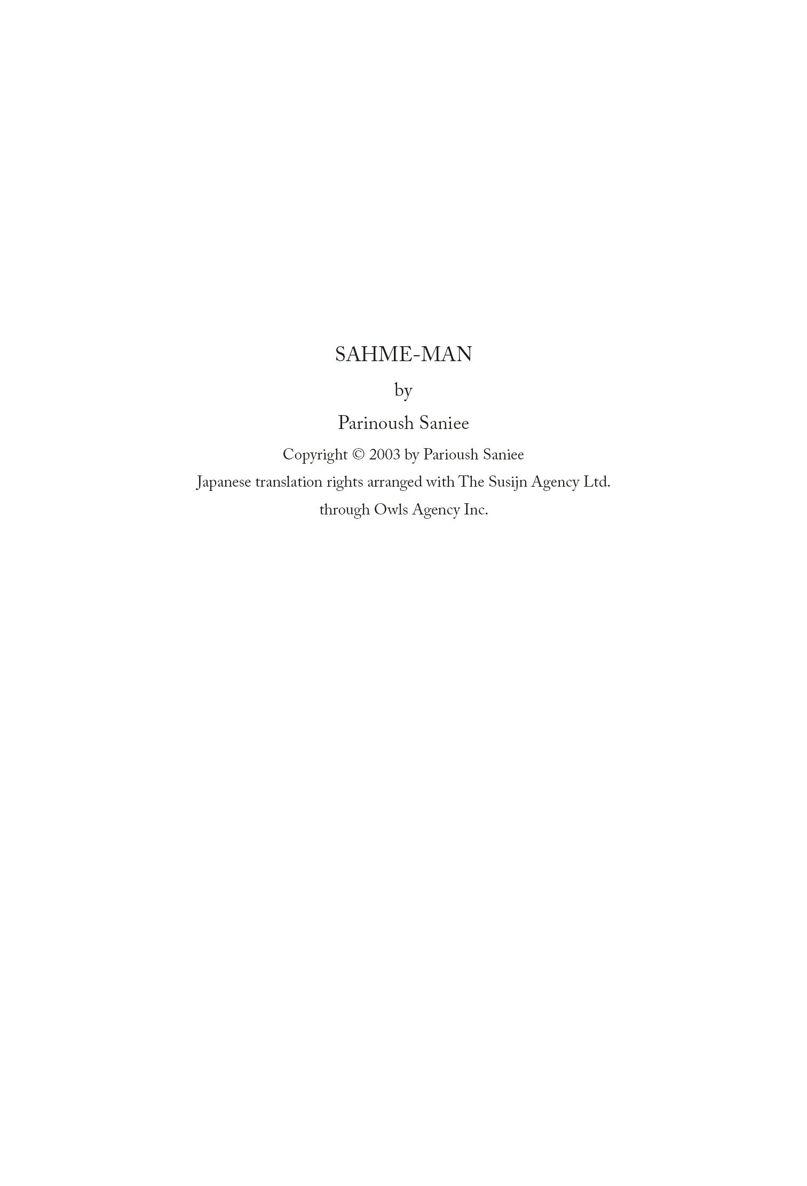 SAHME-MAN
by
Parinoush Saniee
Copyright © 2003 by Parioush Saniee
Japanese translation rights arranged with The Susijn Agency Ltd.
through Owls Agency Inc.